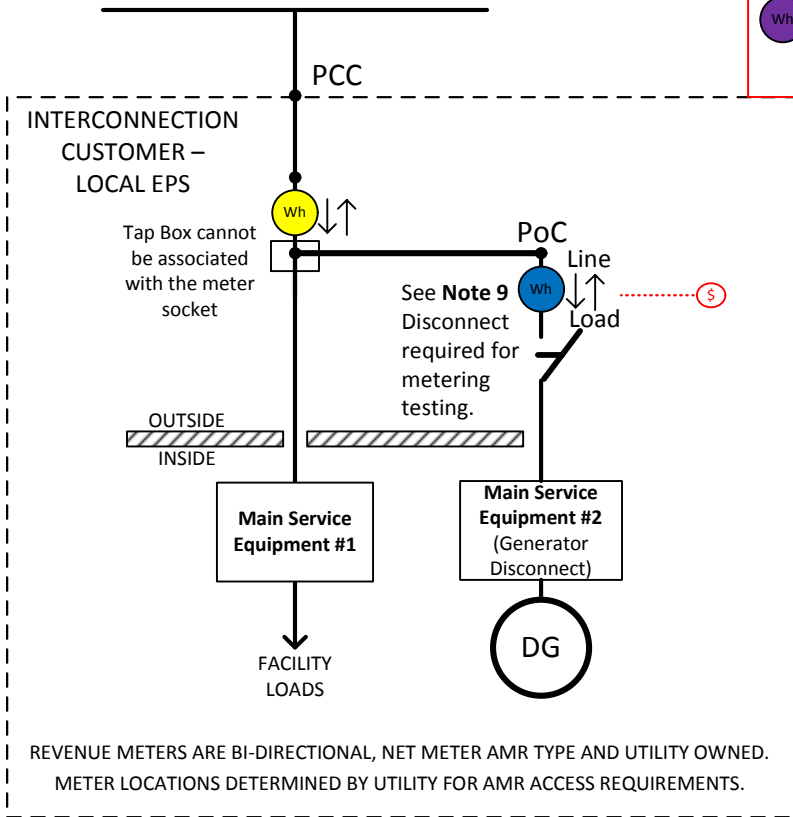 Wh
PCC
INTERCONNECTION
CUSTOMER –
LOCAL EPS
Wh
Tap Box cannot
be associated
with the meter
socket
PoC
Line
Wh
Load
$
See Note 9
Disconnect
required for
metering
testing.
OUTSIDE
INSIDE
Main Service
Equipment #1
Main Service
Equipment #2
(Generator
Disconnect)
DG
FACILITY
LOADS
REVENUE METERS ARE BI-DIRECTIONAL, NET METER AMR TYPE AND UTILITY OWNED.
METER LOCATIONS DETERMINED BY UTILITY FOR AMR ACCESS REQUIREMENTS.